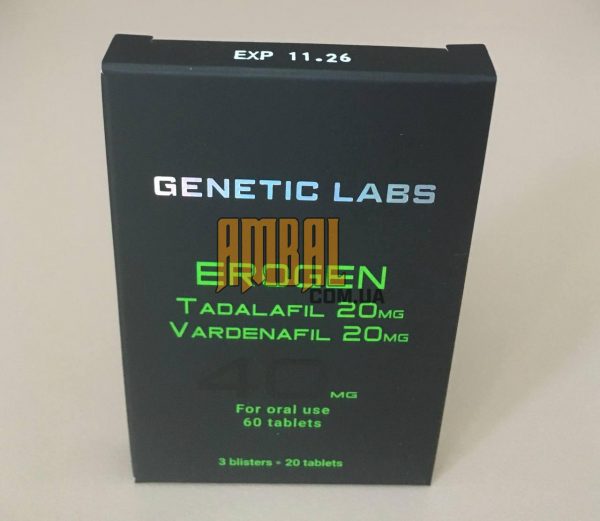 EXP 11.26
GENETIC LABS
AMBAL
.COM.UA
EROGEN
TADALAFIL 20MG
VARDENAFIL 20MG
40 MG
For oral use
60 tablets
3 blisters • 20 tablets